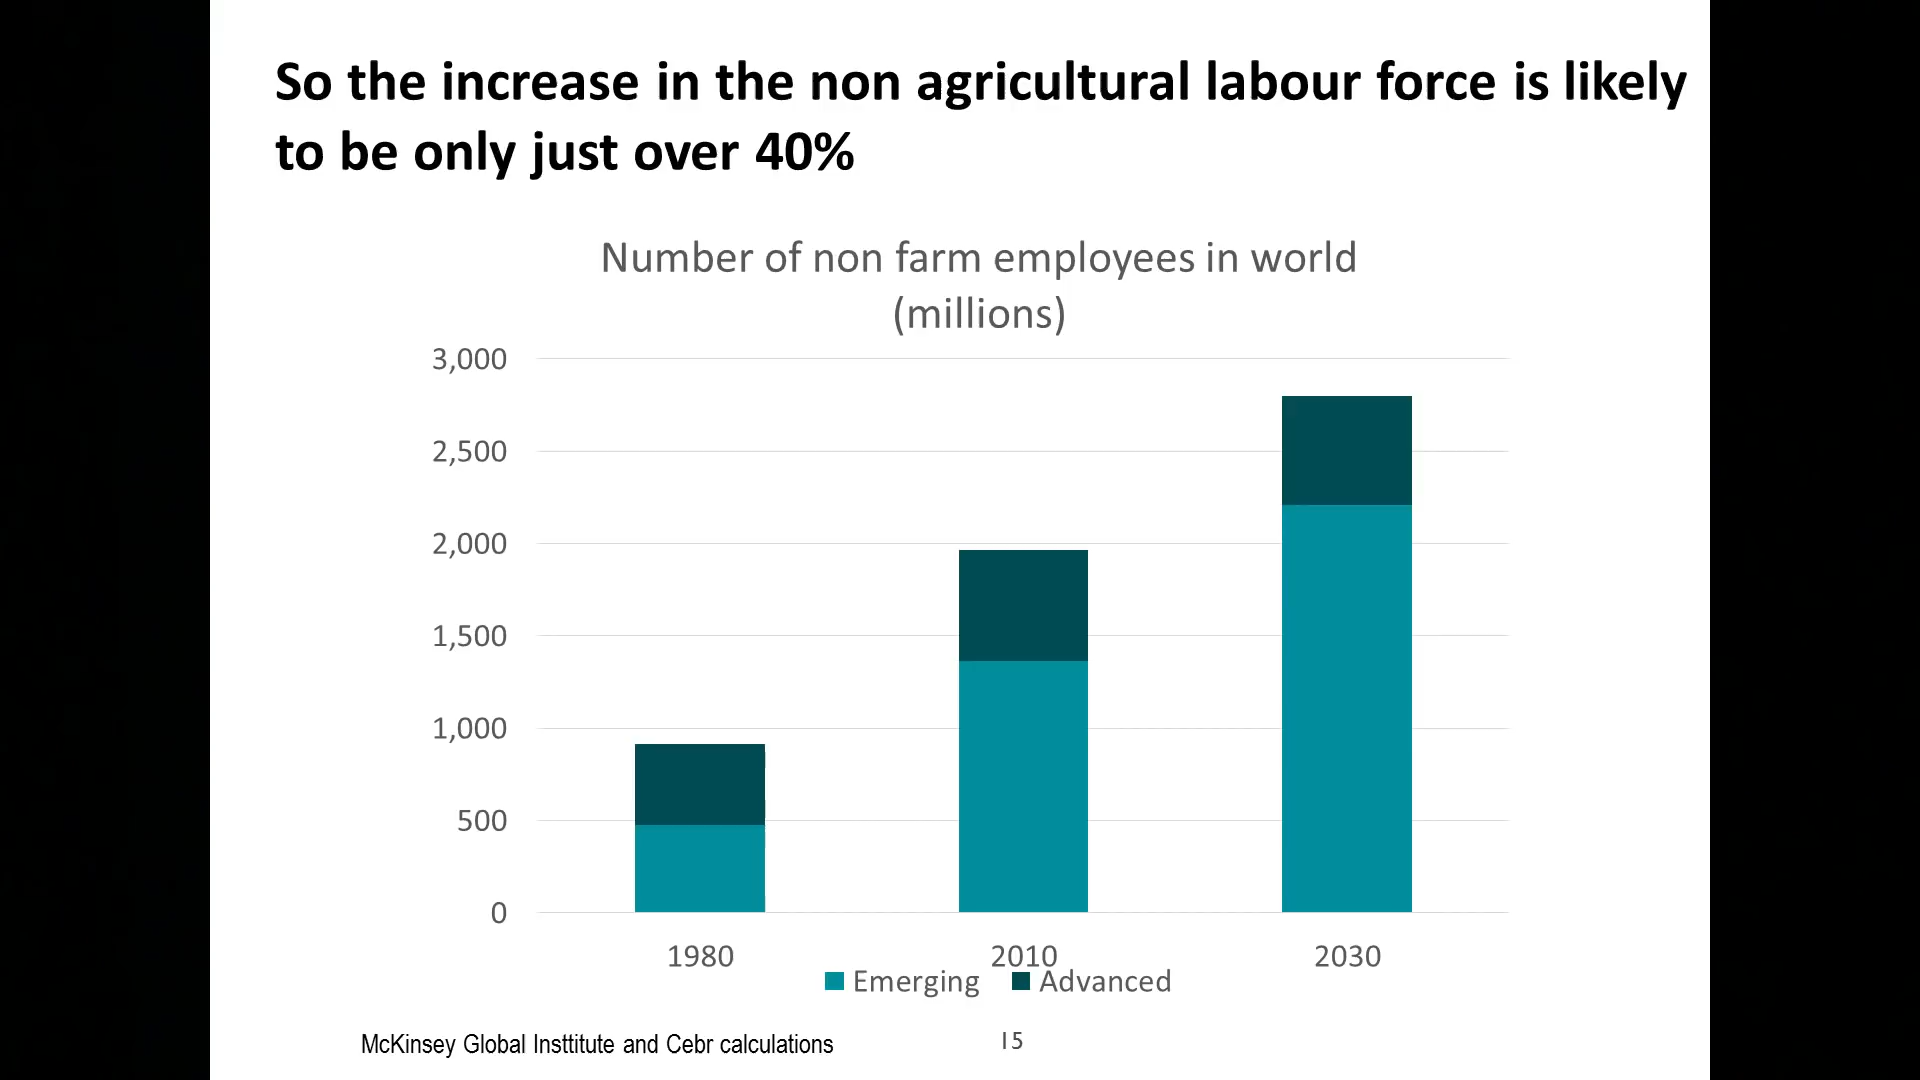 So the increase in the non agricultural labour force is likely
to be only just over 40%
Number of non farm employees in world
(millions)
3,000
2,500
2,000
1,500
1,000
500
0
1980
2010
2030
Emerging
Advanced
McKinsey Global Insttitute and Cebr calculations
15